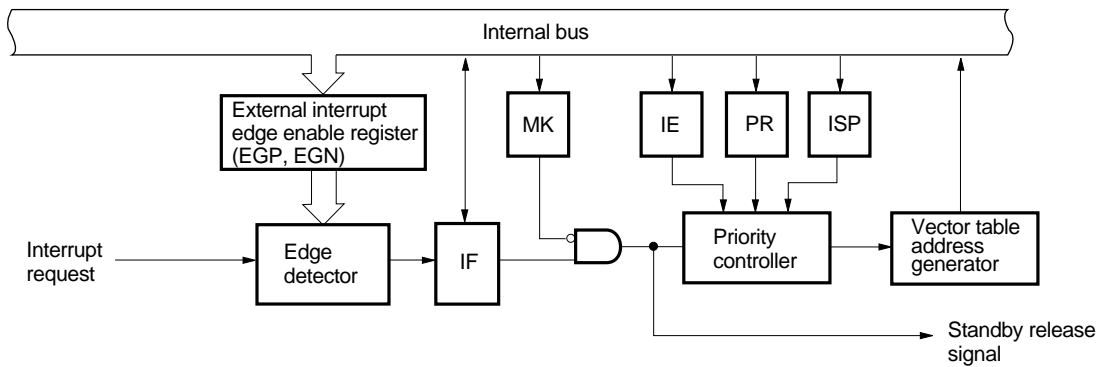 Internal bus
External interrupt
edge enable register
(EGP, EGN)
MK
IE
PR
ISP
Interrupt
request
Edge
detector
IF
Priority
controller
Vector table
address
generator
Standby release
signal